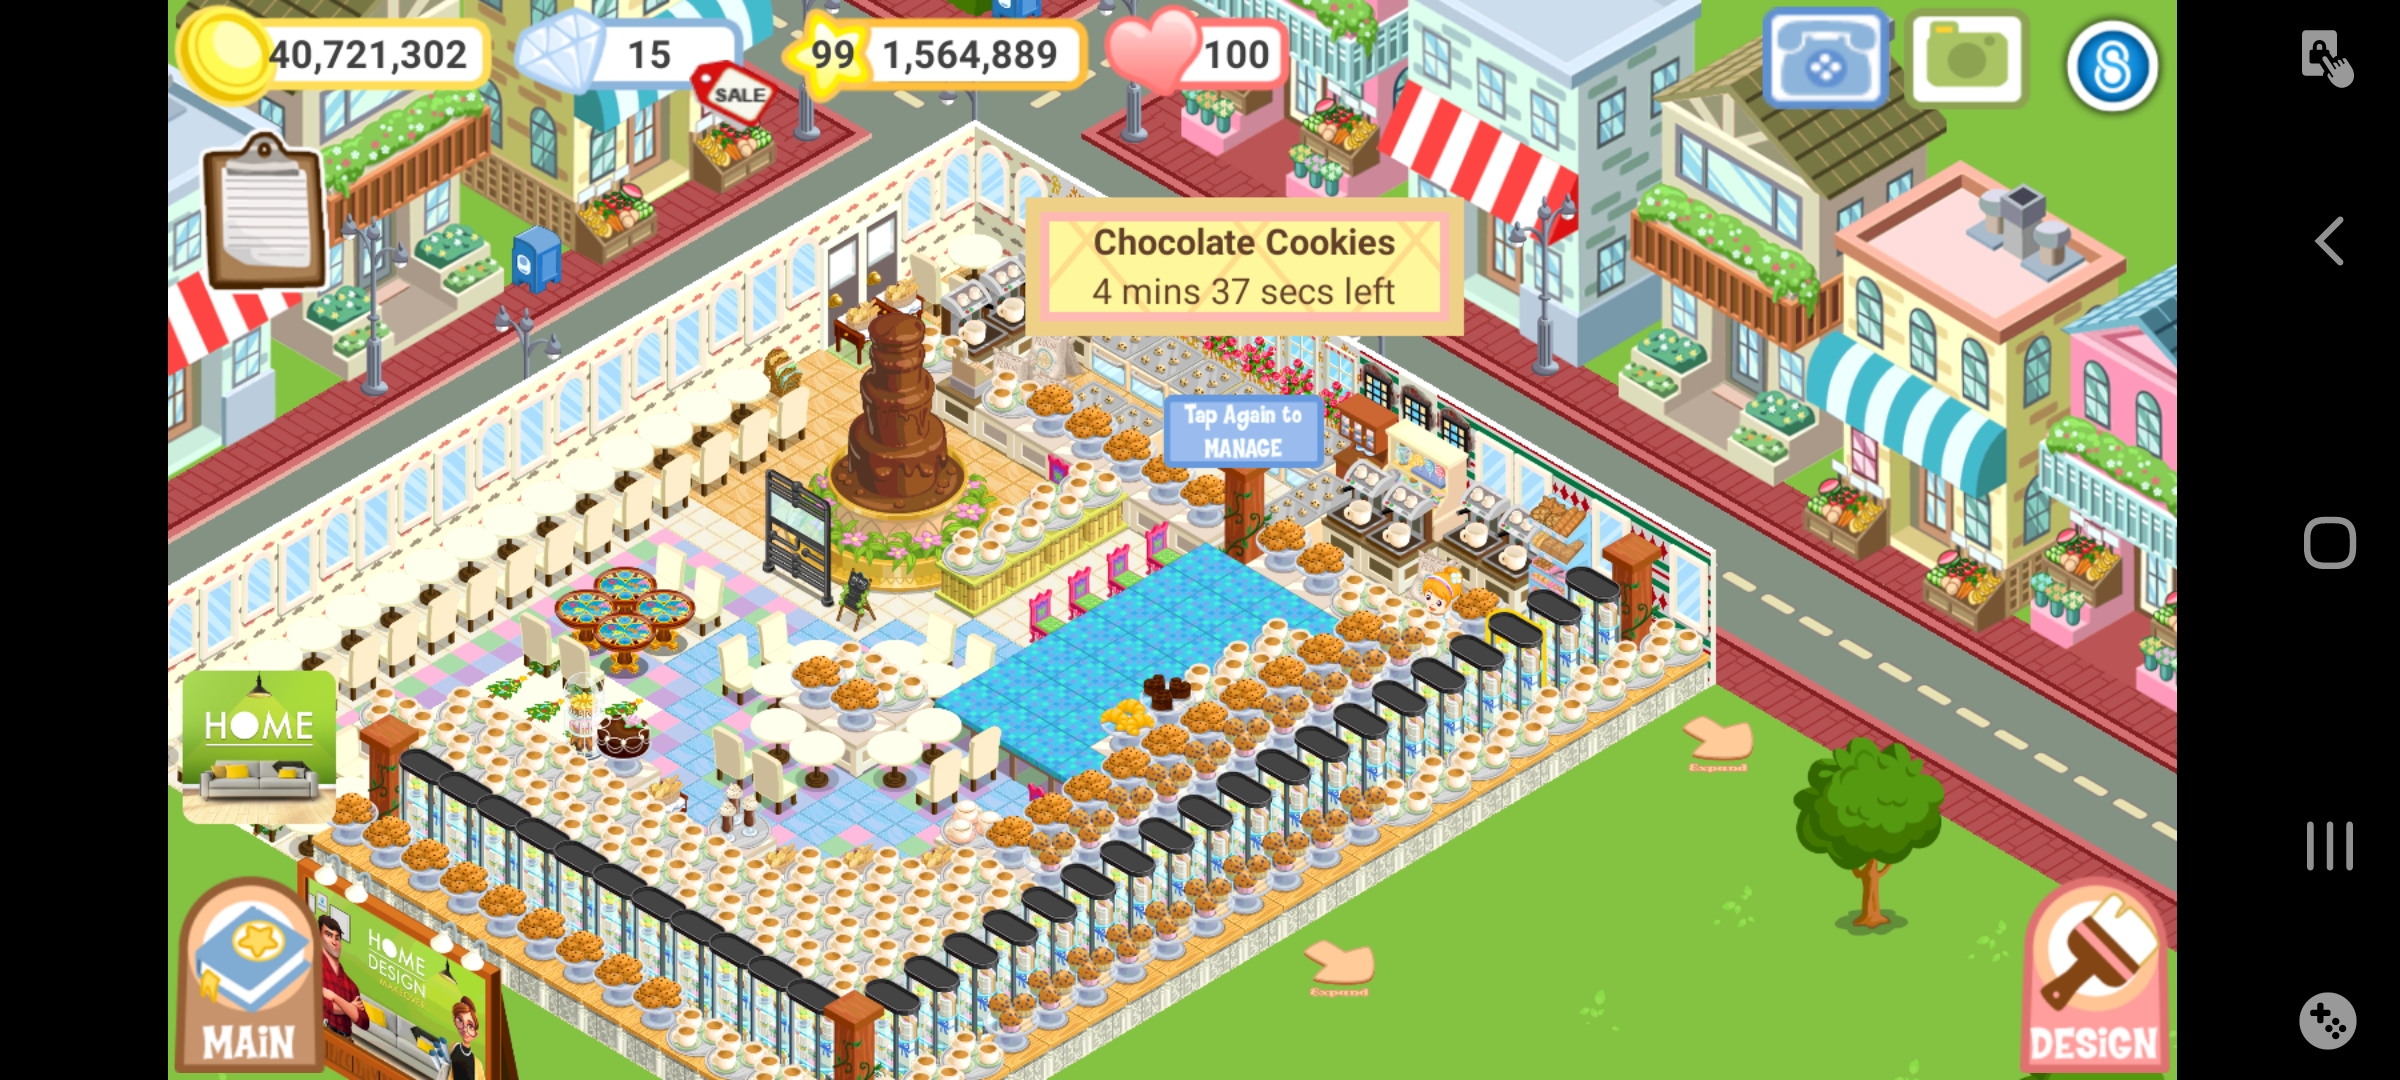 40,721,302
15
SALE
99
1,564,889
100
Chocolate Cookies
4 mins 37 secs left
Tap Again to
MANAGE
HOME
Expand
Expand
HOME
DESIGN
MAKEOVER
MAiN
DESiGN